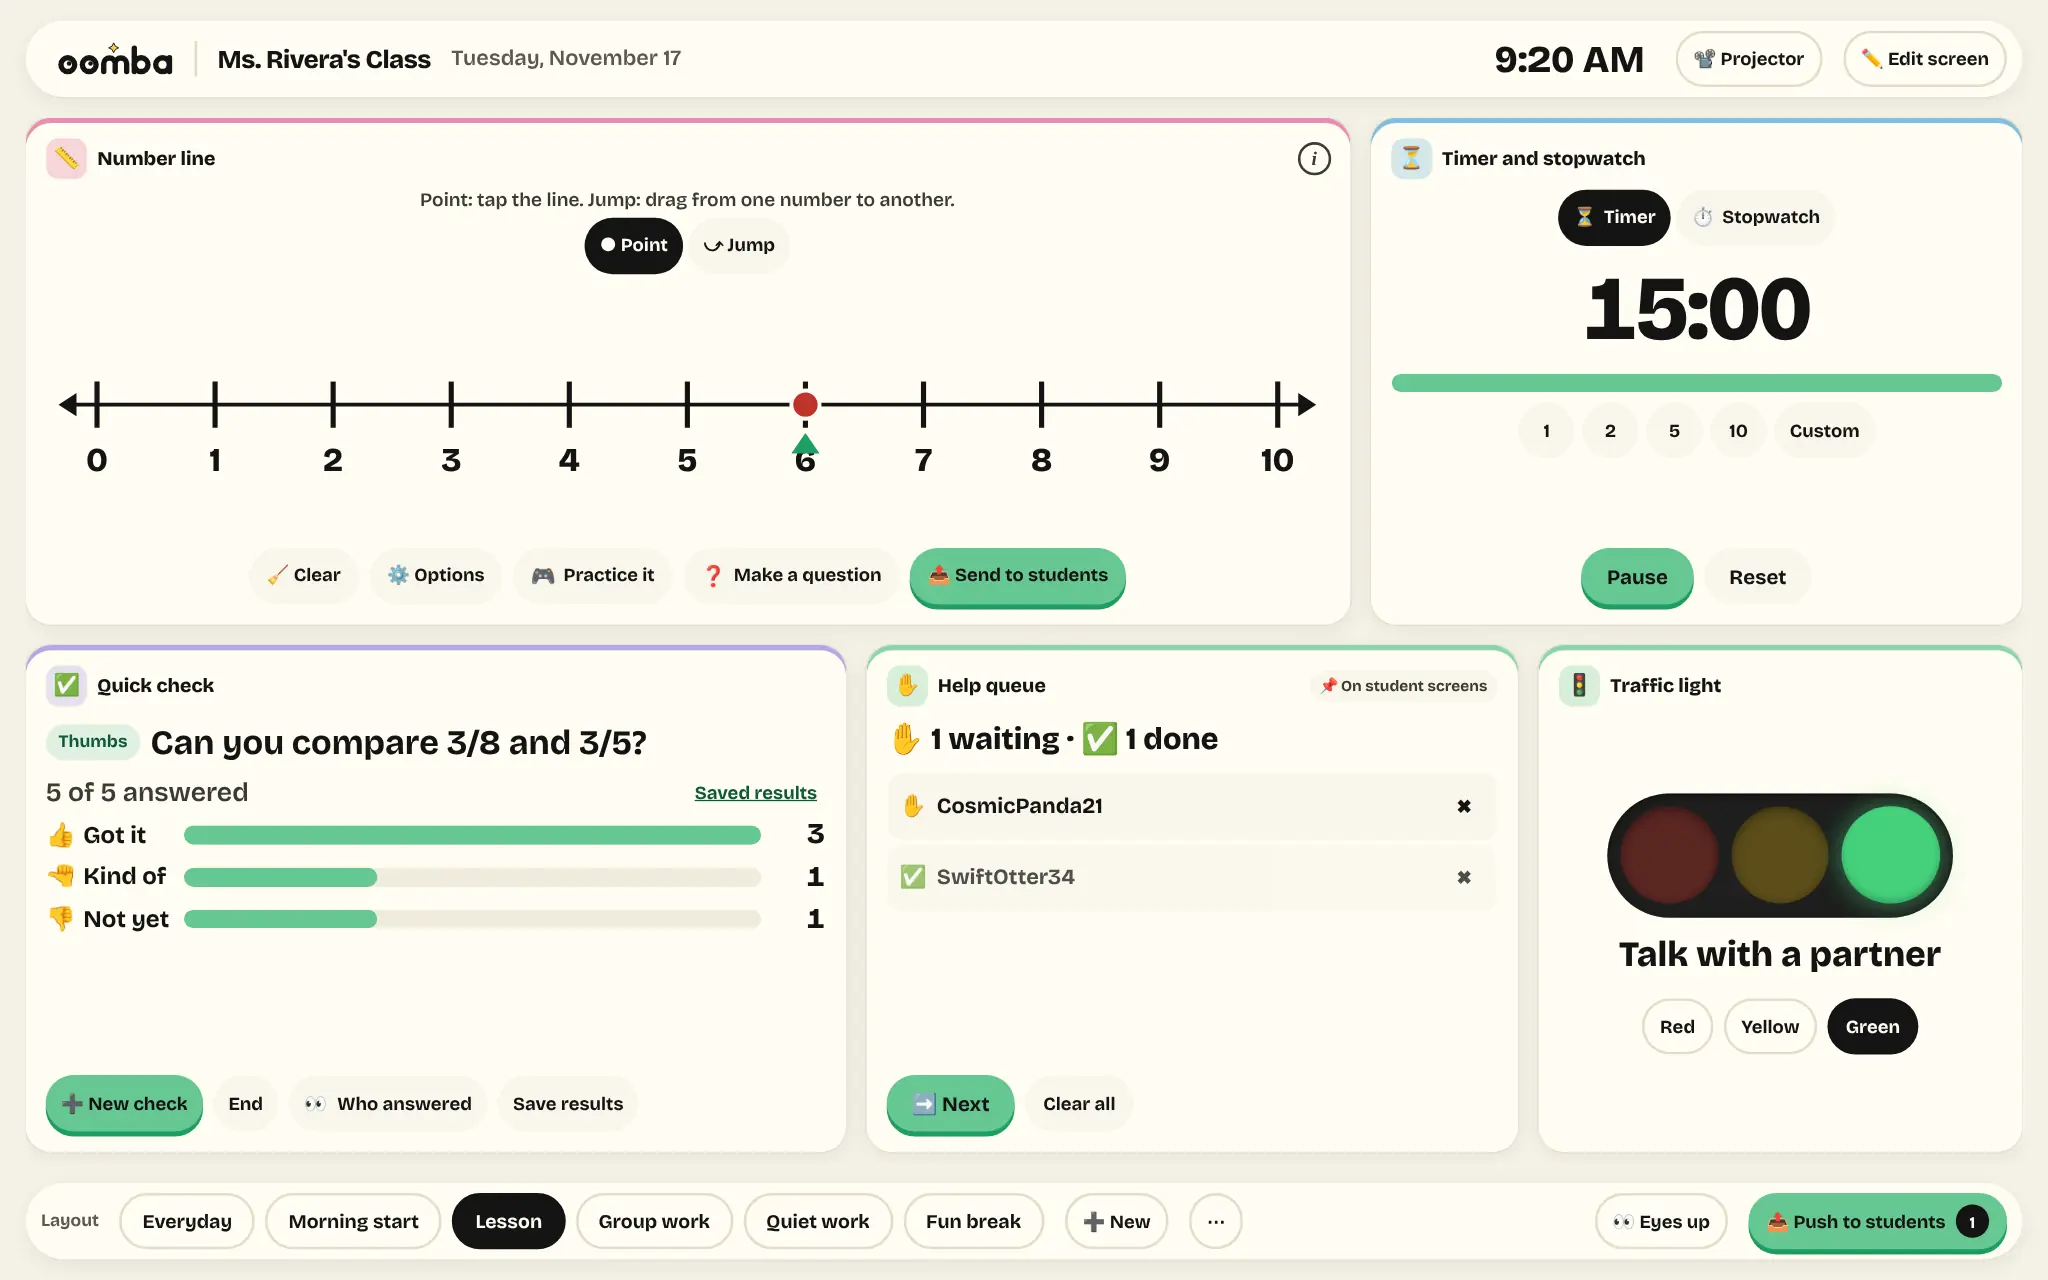 oomba
Ms. Rivera's Class
Tuesday, November 17
9:20 AM
Projector
Edit screen
Number line
i
Point: tap the line. Jump: drag from one number to another.
Point
Jump
0 1 2 3 4 5 6 7 8 9 10
Clear
Options
Practice it
Make a question
Send to students
Timer and stopwatch
Timer
Stopwatch
15:00
1
2
5
10
Custom
Pause
Reset
Quick check
Thumbs
Can you compare 3/8 and 3/5?
5 of 5 answered
Saved results
Got it 3
Kind of 1
Not yet 1
New check
End
Who answered
Save results
Help queue
On student screens
1 waiting · 1 done
CosmicPanda21
SwiftOtter34
Next
Clear all
Traffic light
Talk with a partner
Red
Yellow
Green
Layout
Everyday
Morning start
Lesson
Group work
Quiet work
Fun break
New
...
Eyes up
Push to students 1